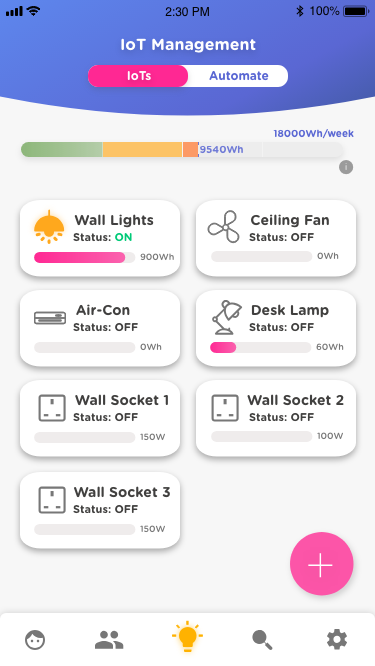 2:30 PM
100%
IoT Management
IoTs
Automate
18000Wh/week
9540Wh
i
Wall Lights
Status: ON
900Wh
Ceiling Fan
Status: OFF
0Wh
Air-Con
Status: OFF
0Wh
Desk Lamp
Status: OFF
60Wh
Wall Socket 1
Status: OFF
150W
Wall Socket 2
Status: OFF
100W
Wall Socket 3
Status: OFF
150W